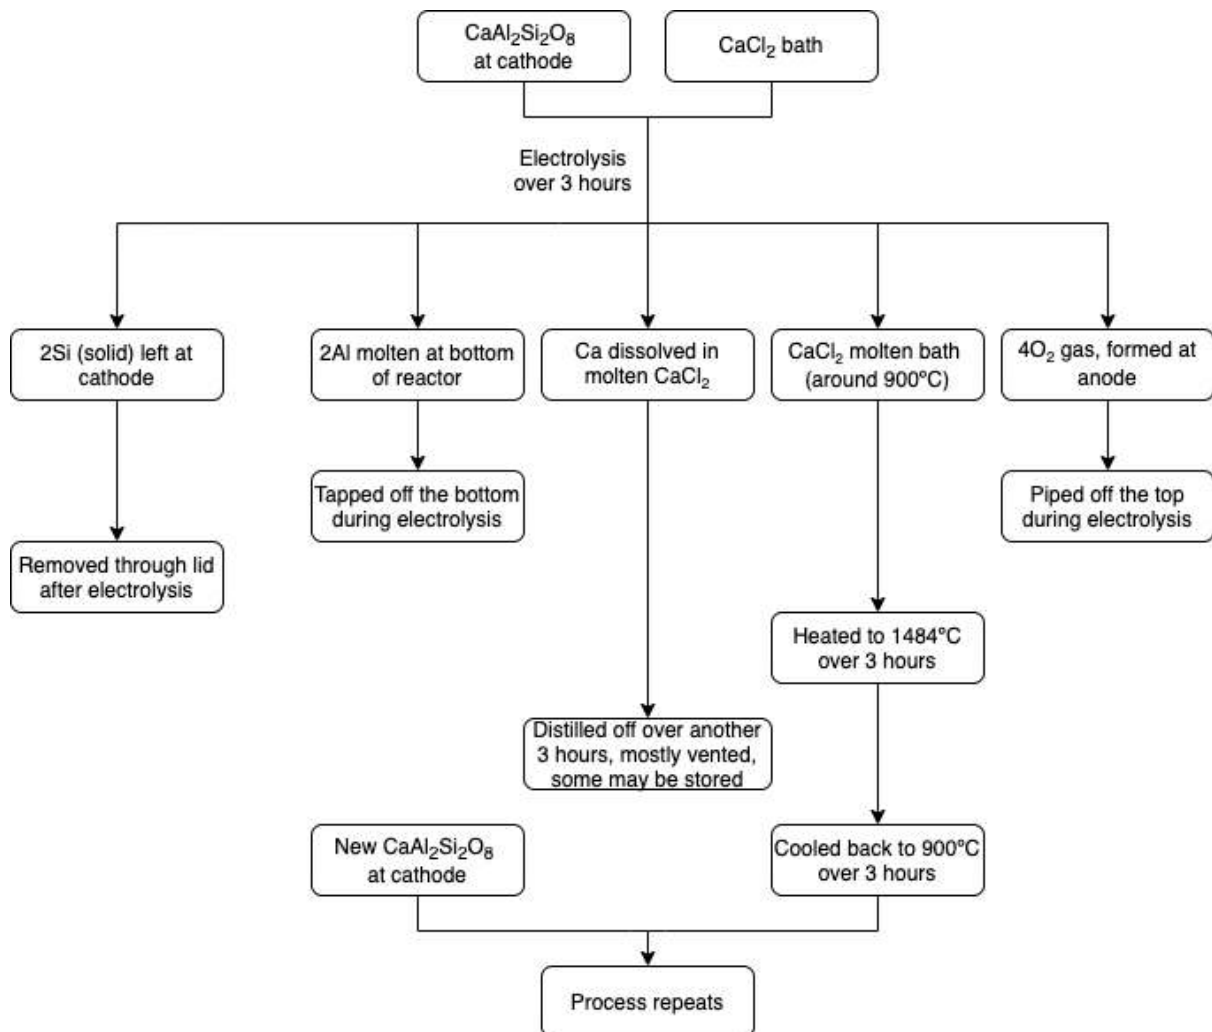 CaAl₂Si₂O₈
at cathode
CaCl₂ bath
Electrolysis
over 3 hours
2Si (solid) left at
cathode
2Al molten at bottom
of reactor
Ca dissolved in
molten CaCl₂
CaCl₂ molten bath
(around 900°C)
4O₂ gas, formed at
anode
Tapped off the bottom
during electrolysis
Piped off the top
during electrolysis
Removed through lid
after electrolysis
Heated to 1484°C
over 3 hours
Distilled off over another
3 hours, mostly vented,
some may be stored
New CaAl₂Si₂O₈
at cathode
Cooled back to 900°C
over 3 hours
Process repeats